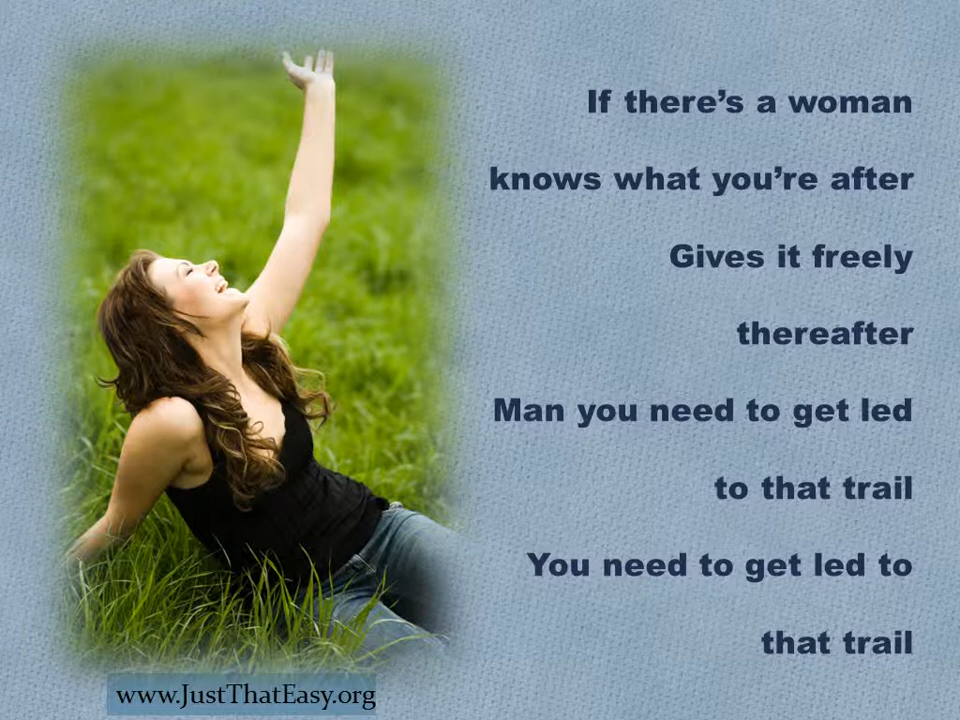 If there’s a woman
knows what you’re after
Gives it freely
thereafter
Man you need to get led
to that trail
You need to get led to
that trail
www.JustThatEasy.org